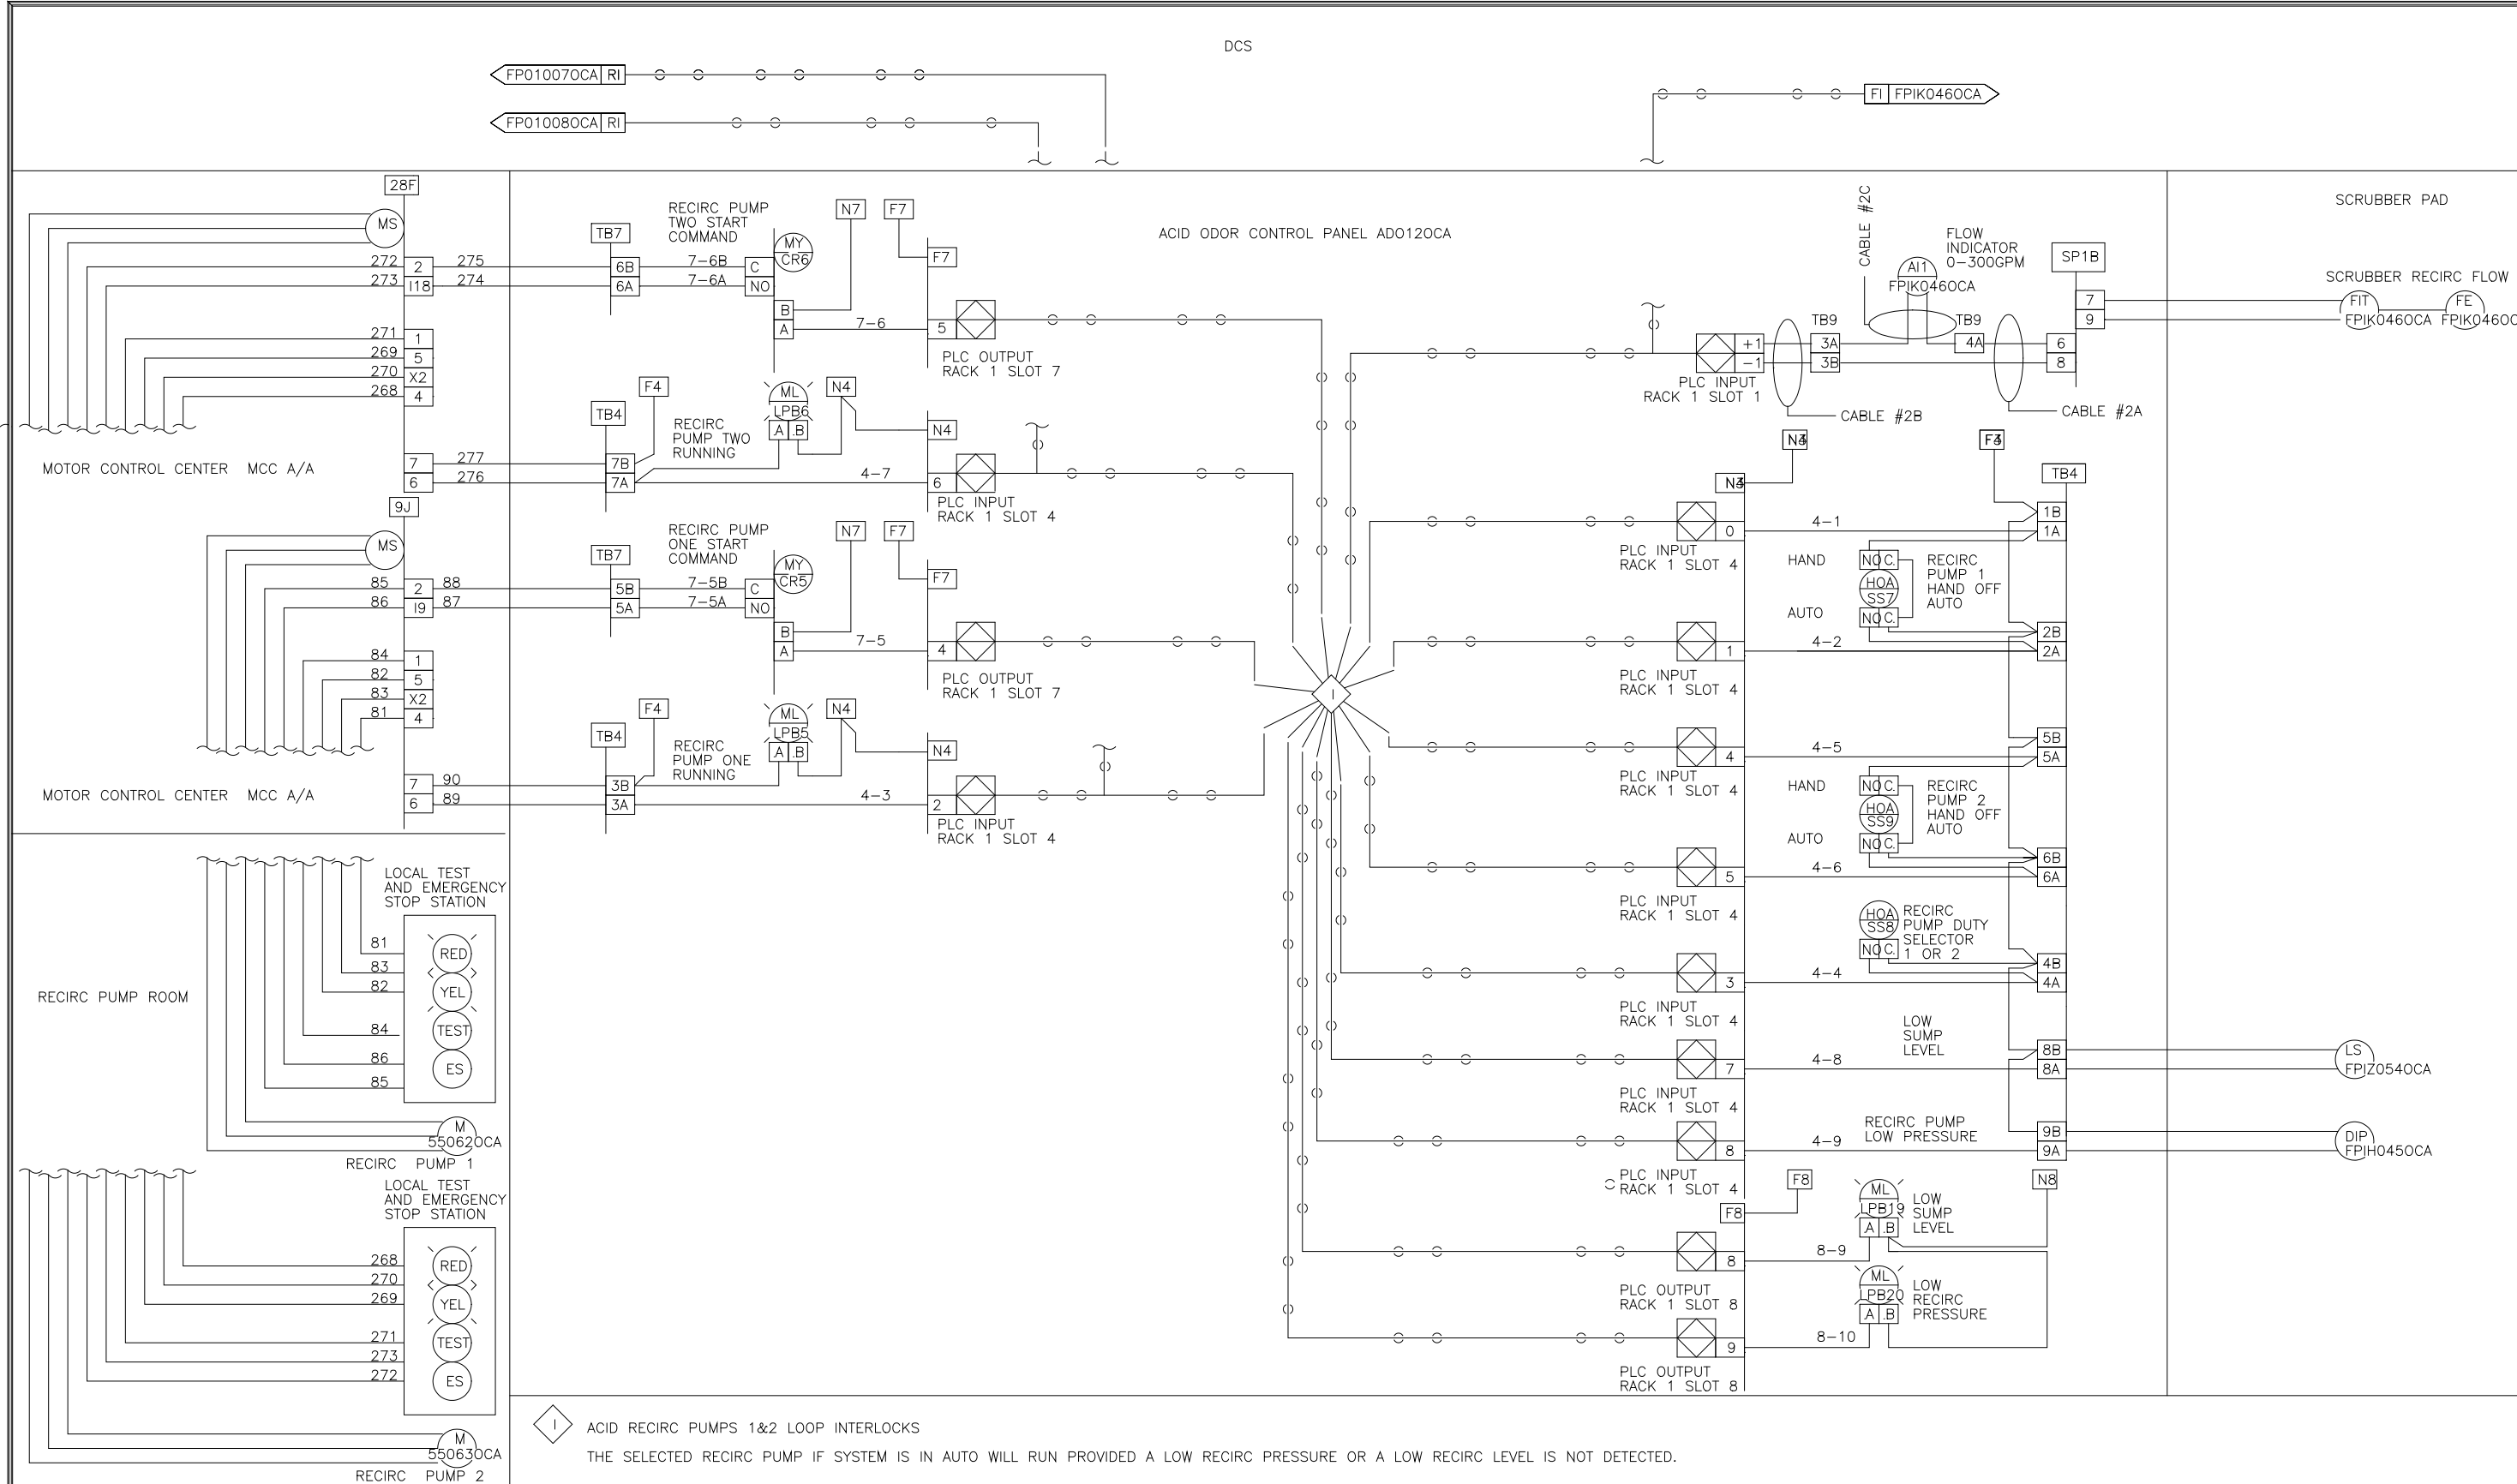 DCS
FP01007OCA RI
FI FPIK046OCA
FP01008OCA RI
28F
MS
272 2 275
273 I18 274
271 1
269 5
270 X2
268 4
MOTOR CONTROL CENTER MCC A/A
7 277
6 276
9J
MS
85 2 88
86 I9 87
84 1
82 5
83 X2
81 4
MOTOR CONTROL CENTER MCC A/A
7 90
6 89
LOCAL TEST
AND EMERGENCY
STOP STATION
81
RED
83
YEL
82
RECIRC PUMP ROOM
84
TEST
86
ES
85
M
55062OCA
RECIRC PUMP 1
LOCAL TEST
AND EMERGENCY
STOP STATION
268
RED
270
269
YEL
271
TEST
273
272
ES
M
55063OCA
RECIRC PUMP 2
ACID ODOR CONTROL PANEL ADO12OCA
TB7
RECIRC PUMP
TWO START
COMMAND
MY
CR6
N7
F7
F7
6B 7-6B C
6A 7-6A NO
B
A 7-6 5
PLC OUTPUT
RACK 1 SLOT 7
TB4
F4
RECIRC
PUMP TWO
RUNNING
ML
LPB6
A B
N4
N4
7B
7A 4-7 6
PLC INPUT
RACK 1 SLOT 4
TB7
RECIRC PUMP
ONE START
COMMAND
MY
CR5
N7
F7
F7
5B 7-5B C
5A 7-5A NO
B
A 7-5 4
PLC OUTPUT
RACK 1 SLOT 7
TB4
F4
RECIRC
PUMP ONE
RUNNING
ML
LPB5
A B
N4
N4
3B
3A 4-3 2
PLC INPUT
RACK 1 SLOT 4
I
CABLE #2C
FLOW
INDICATOR
0-300GPM
AI1
FPIK046OCA
SP1B
TB9
TB9
7
9
+1 3A 4A 6
-1 3B 8
PLC INPUT
RACK 1 SLOT 1
CABLE #2B
CABLE #2A
TB4
0 4-1 1B
1A
PLC INPUT
RACK 1 SLOT 4
HAND
NO C.
HOA
SS7
RECIRC
PUMP 1
HAND OFF
AUTO
AUTO
NO C.
1 4-2 2B
2A
PLC INPUT
RACK 1 SLOT 4
4 4-5 5B
5A
PLC INPUT
RACK 1 SLOT 4
HAND
NO C.
HOA
SS9
RECIRC
PUMP 2
HAND OFF
AUTO
AUTO
NO C.
5 4-6 6B
6A
PLC INPUT
RACK 1 SLOT 4
HOA
SS8
NO C.
RECIRC
PUMP DUTY
SELECTOR
1 OR 2
3 4-4 4B
4A
PLC INPUT
RACK 1 SLOT 4
LOW
SUMP
LEVEL
7 4-8 8B
8A
PLC INPUT
RACK 1 SLOT 4
RECIRC PUMP
LOW PRESSURE
8 4-9 9B
9A
PLC INPUT
RACK 1 SLOT 4
F8
F8
N8
ML
LPB19
A B
LOW
SUMP
LEVEL
8 8-9
PLC OUTPUT
RACK 1 SLOT 8
ML
LPB20
A B
LOW
RECIRC
PRESSURE
9 8-10
PLC OUTPUT
RACK 1 SLOT 8
SCRUBBER PAD
SCRUBBER RECIRC FLOW
FIT
FPIK046OCA
FE
LS
FPIZ054OCA
DIP
FPIH045OCA
I
ACID RECIRC PUMPS 1&2 LOOP INTERLOCKS
THE SELECTED RECIRC PUMP IF SYSTEM IS IN AUTO WILL RUN PROVIDED A LOW RECIRC PRESSURE OR A LOW RECIRC LEVEL IS NOT DETECTED.